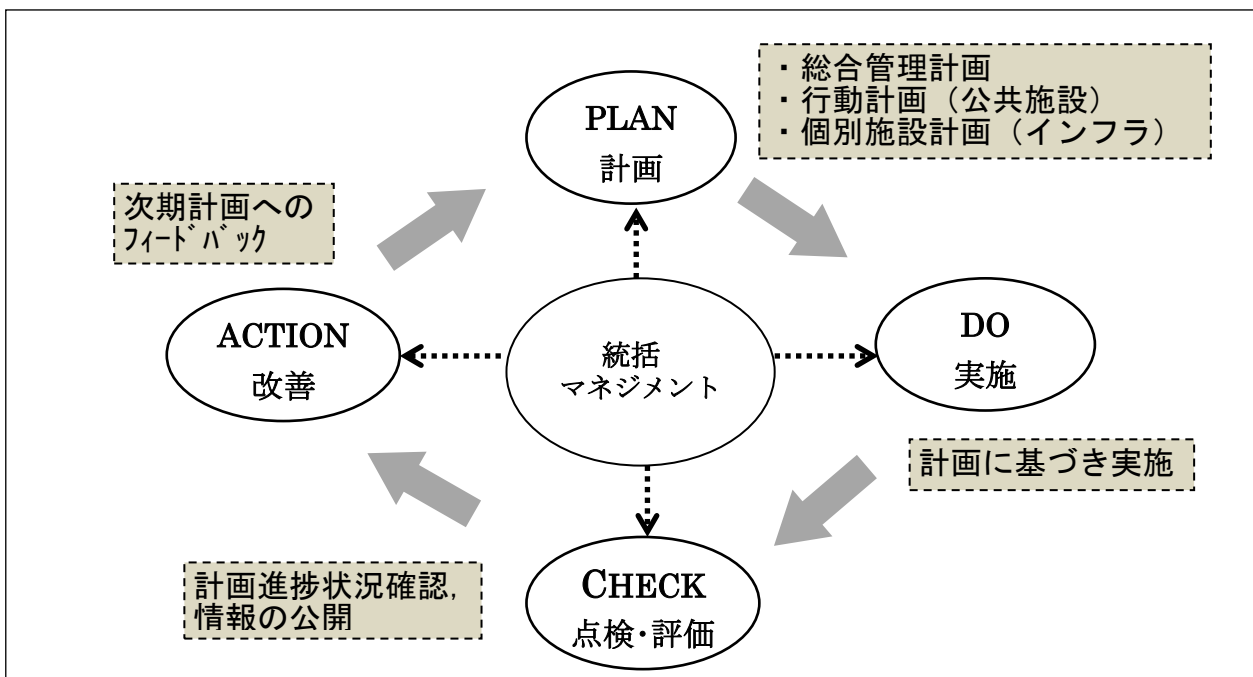 PLAN
計画
・総合管理計画
・行動計画（公共施設）
・個別施設計画（インフラ）
次期計画への
ﾌｨｰﾄﾞﾊﾞｯｸ
ACTION
改善
統括
マネジメント
DO
実施
計画に基づき実施
計画進捗状況確認,
情報の公開
CHECK
点検･評価